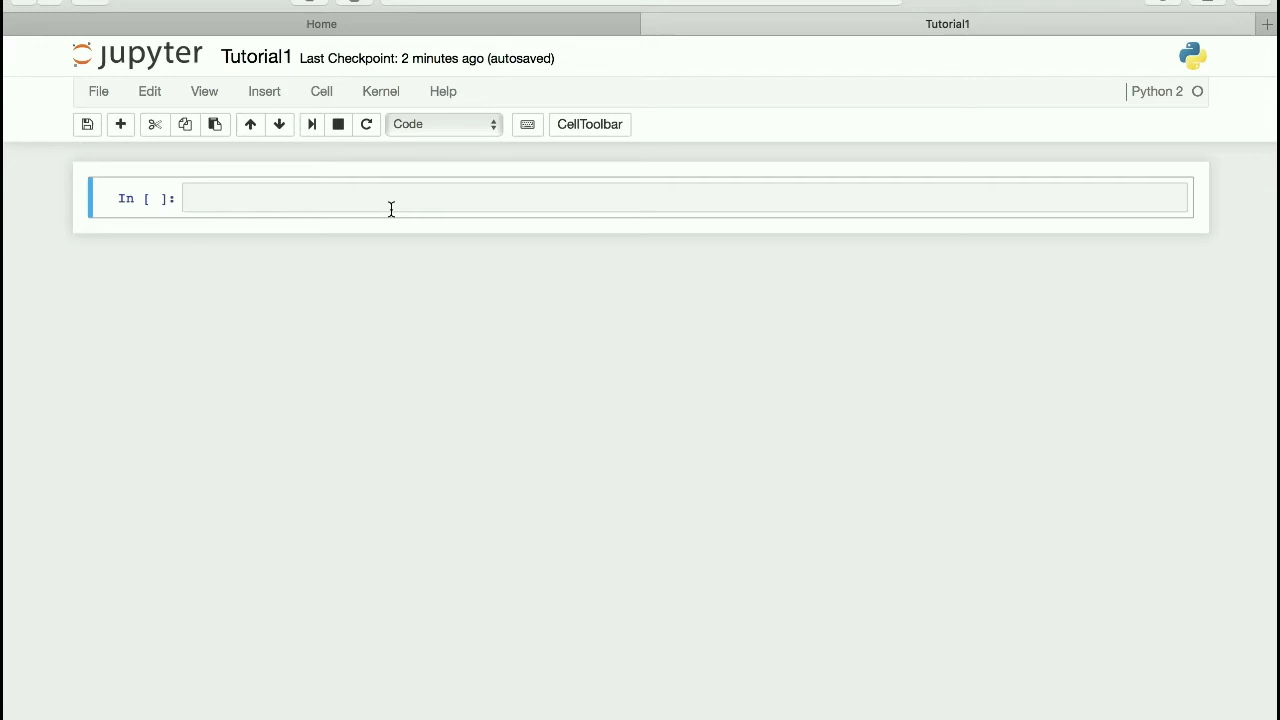 Home
Tutorial1
jupyter Tutorial1 Last Checkpoint: 2 minutes ago (autosaved)
File Edit View Insert Cell Kernel Help
Python 2
Code
CellToolbar
In [ ]: